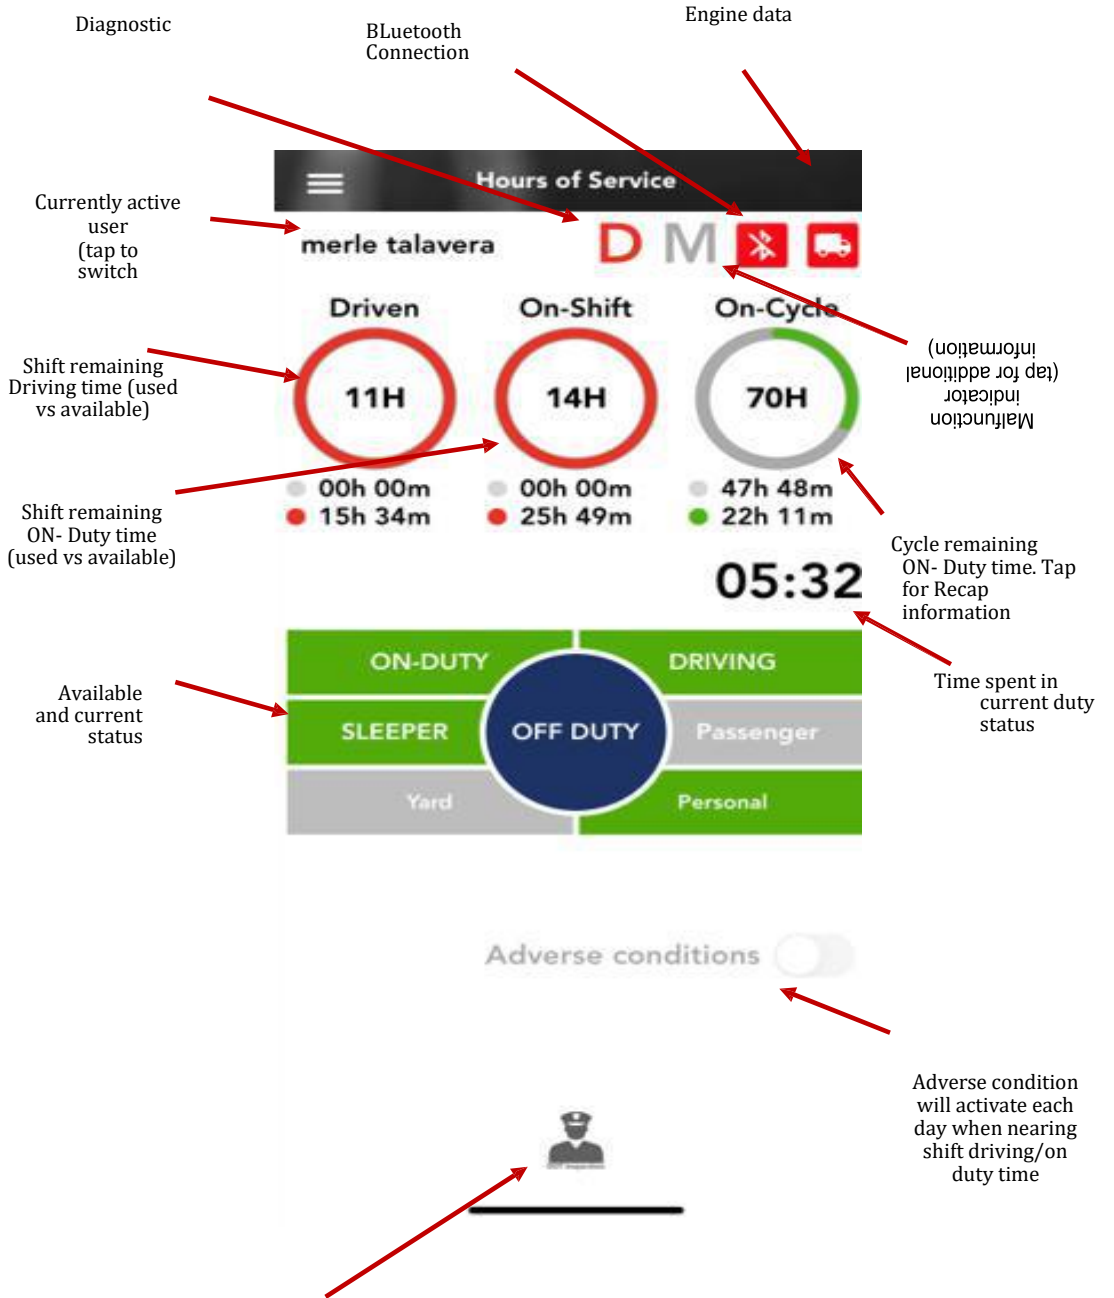 Diagnostic
BLuetooth
Connection
Engine data
Hours of Service
Currently active
user
(tap to
switch
merle talavera
D M
Driven
On-Shift
On-Cycle
11H
14H
70H
00h 00m
15h 34m
00h 00m
25h 49m
47h 48m
22h 11m
Malfunction
indicator
(tap for additional
information)
Shift remaining
Driving time (used
vs available)
Shift remaining
ON- Duty time
(used vs available)
Cycle remaining
ON- Duty time. Tap
for Recap
information
05:32
Time spent in
current duty
status
Available
and current
status
ON-DUTY
DRIVING
SLEEPER
OFF DUTY
Passenger
Yard
Personal
Adverse conditions
Adverse condition
will activate each
day when nearing
shift driving/on
duty time